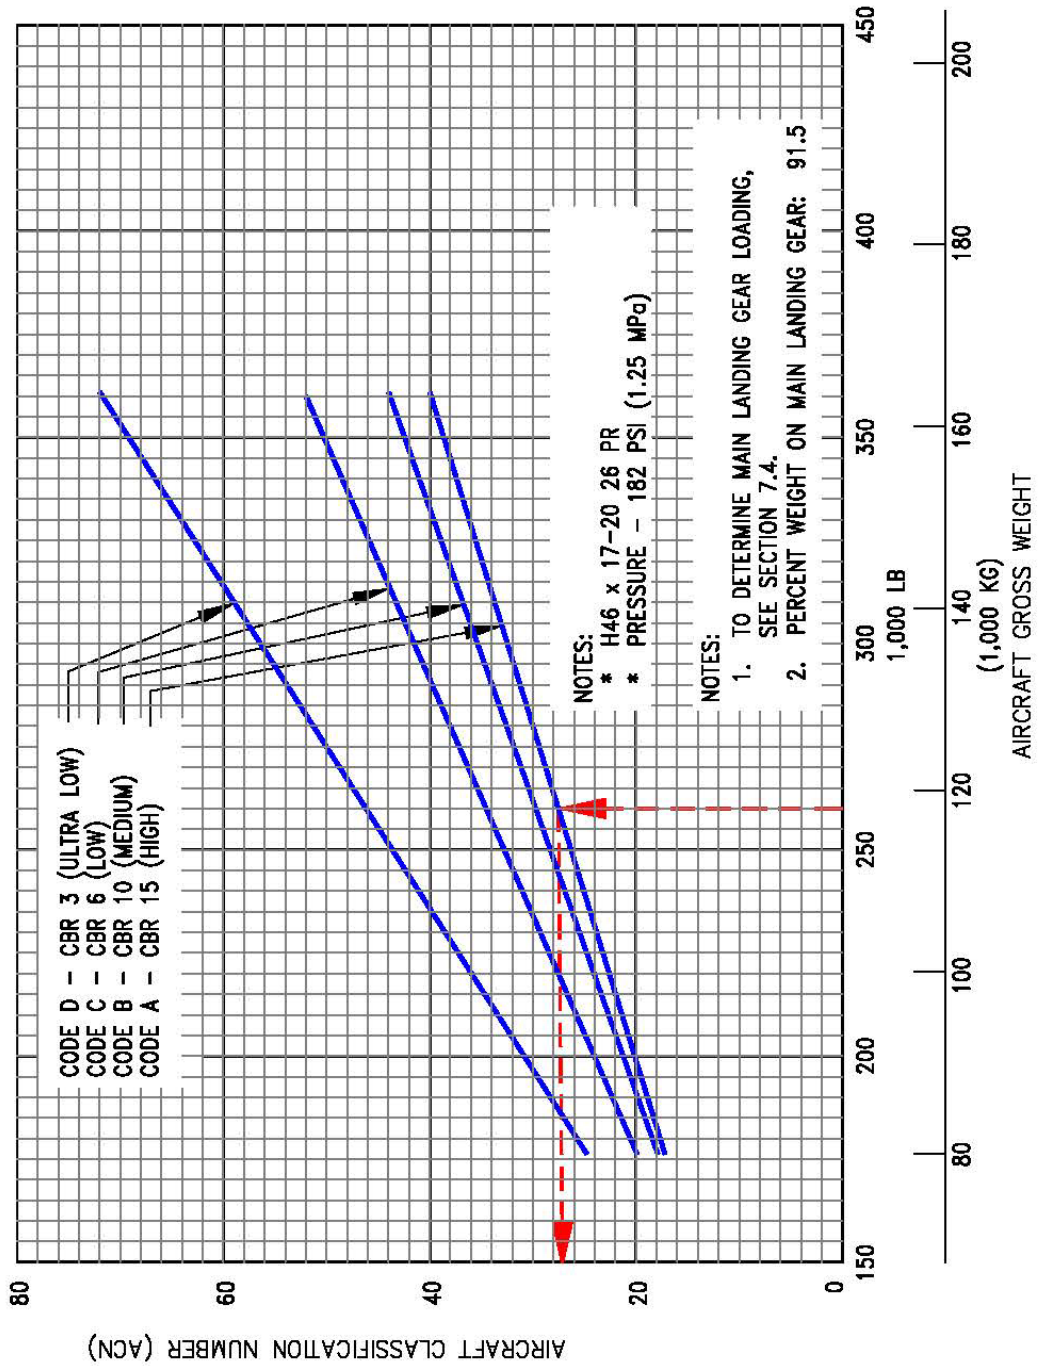 80
60
40
20
0
AIRCRAFT CLASSIFICATION NUMBER (ACN)
CODE D - CBR 3 (ULTRA LOW)
CODE C - CBR 6 (LOW)
CODE B - CBR 10 (MEDIUM)
CODE A - CBR 15 (HIGH)
NOTES:
* H46 x 17-20 26 PR
* PRESSURE - 182 PSI (1.25 MPa)
NOTES:
1. TO DETERMINE MAIN LANDING GEAR LOADING,
SEE SECTION 7.4.
2. PERCENT WEIGHT ON MAIN LANDING GEAR: 91.5
150 200 250 300 350 400 450
1,000 LB
80 100 120 140 160 180 200
(1,000 KG)
AIRCRAFT GROSS WEIGHT